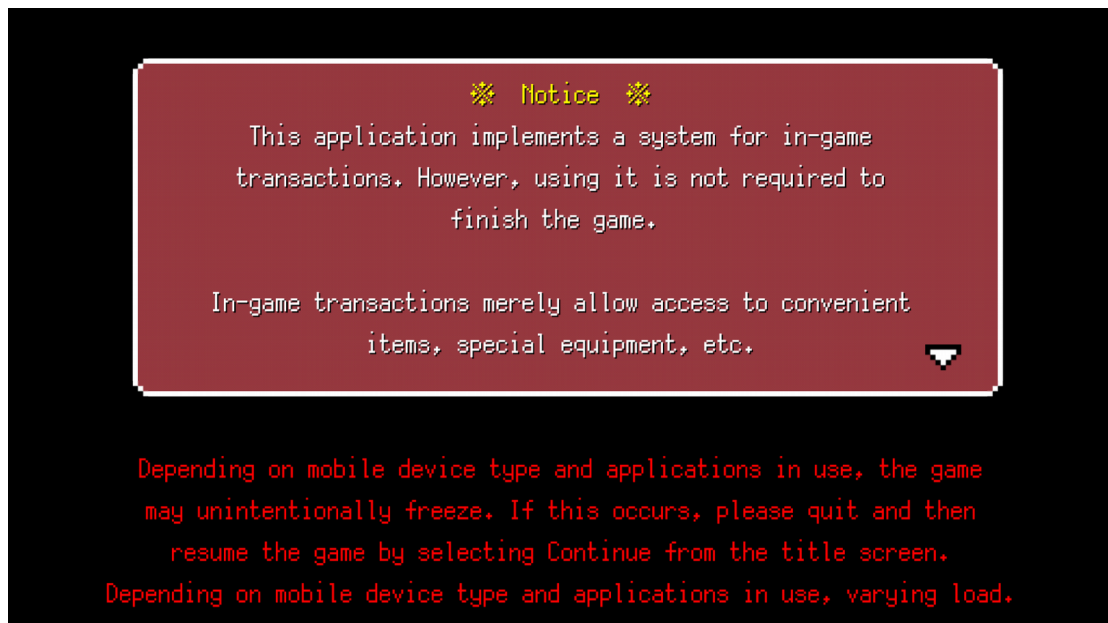 ※ Notice ※
This application implements a system for in-game
transactions. However, using it is not required to
finish the game.
In-game transactions merely allow access to convenient
items, special equipment, etc.
Depending on mobile device type and applications in use, the game
may unintentionally freeze. If this occurs, please quit and then
resume the game by selecting Continue from the title screen.
Depending on mobile device type and applications in use, varying load.